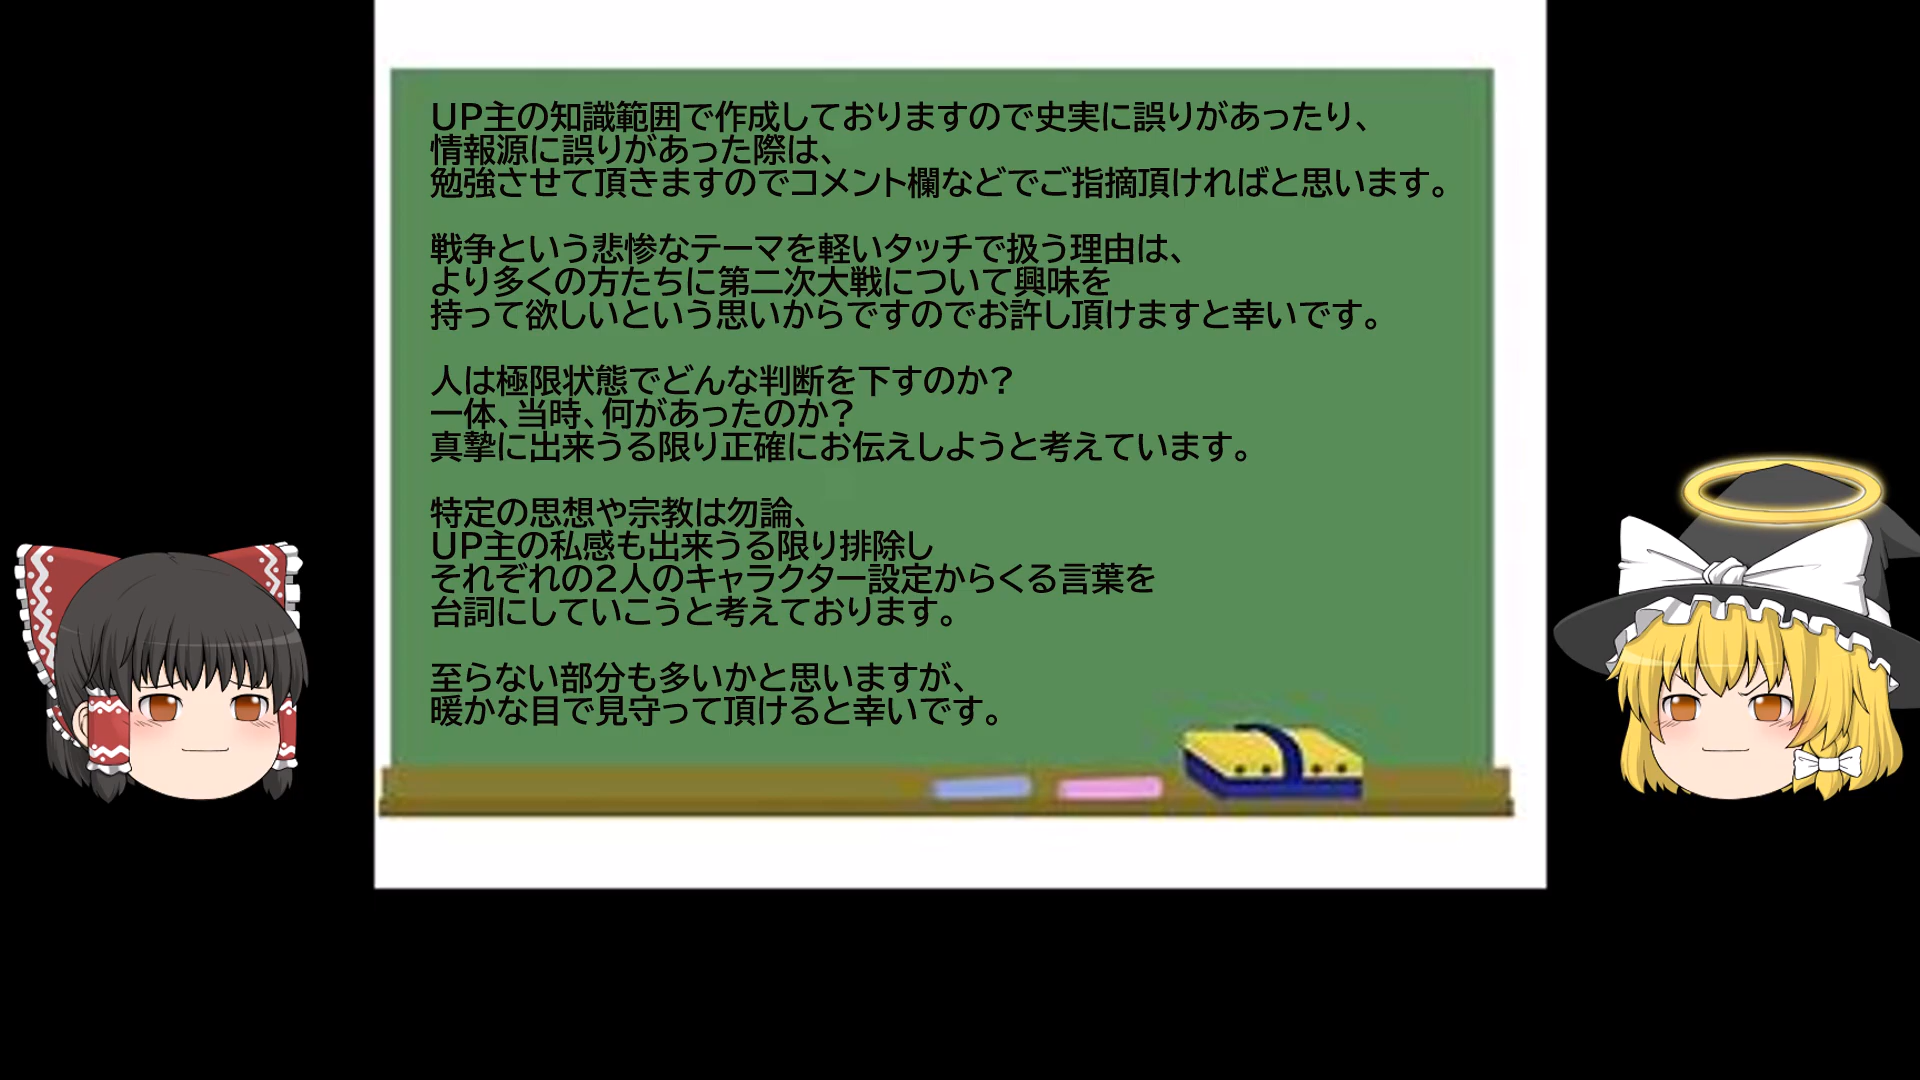 UP主の知識範囲で作成しておりますので史実に誤りがあったり、
情報源に誤りがあった際は、
勉強させて頂きますのでコメント欄などでご指摘頂ければと思います。
戦争という悲惨なテーマを軽いタッチで扱う理由は、
より多くの方たちに第二次大戦について興味を
持って欲しいという思いからですのでお許し頂けますと幸いです。
人は極限状態でどんな判断を下すのか？
一体、当時、何があったのか？
真摯に出来うる限り正確にお伝えしようと考えています。
特定の思想や宗教は勿論、
UP主の私感も出来うる限り排除し
それぞれの2人のキャラクター設定からくる言葉を
台詞にしていこうと考えております。
至らない部分も多いかと思いますが、
暖かな目で見守って頂けると幸いです。